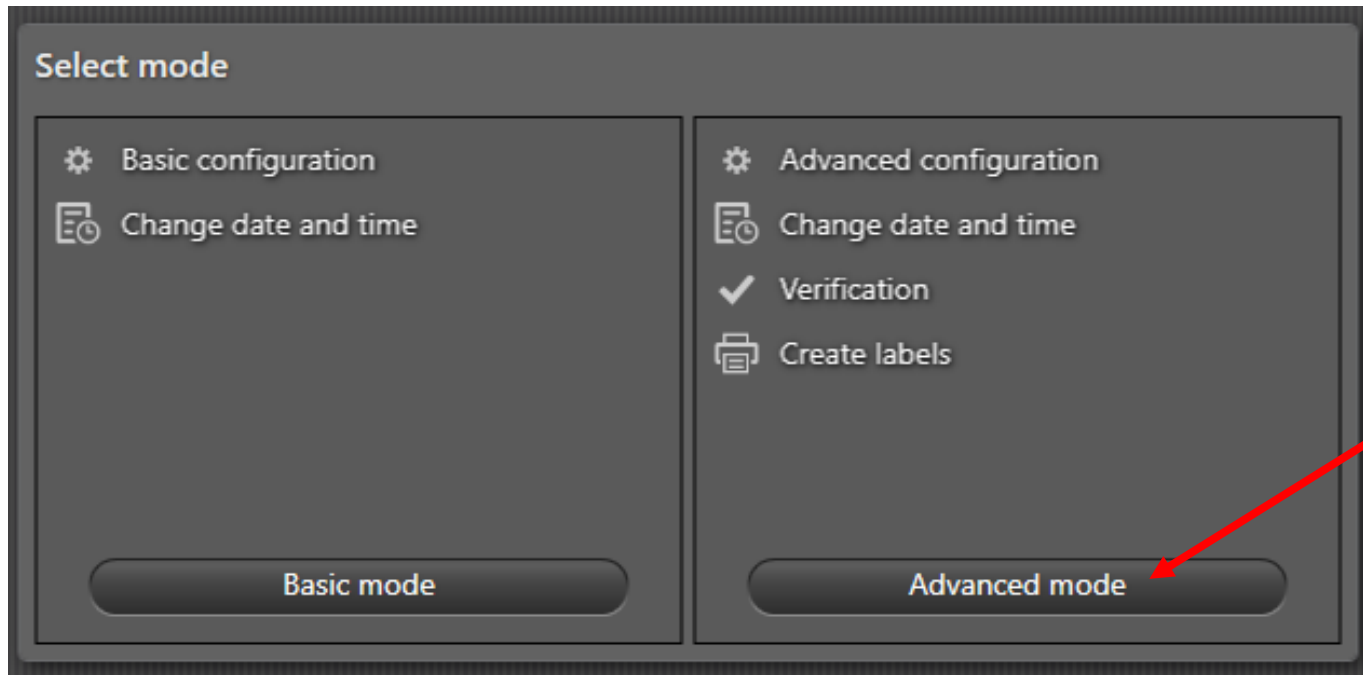 Select mode
Basic configuration
Change date and time
Basic mode
Advanced configuration
Change date and time
Verification
Create labels
Advanced mode